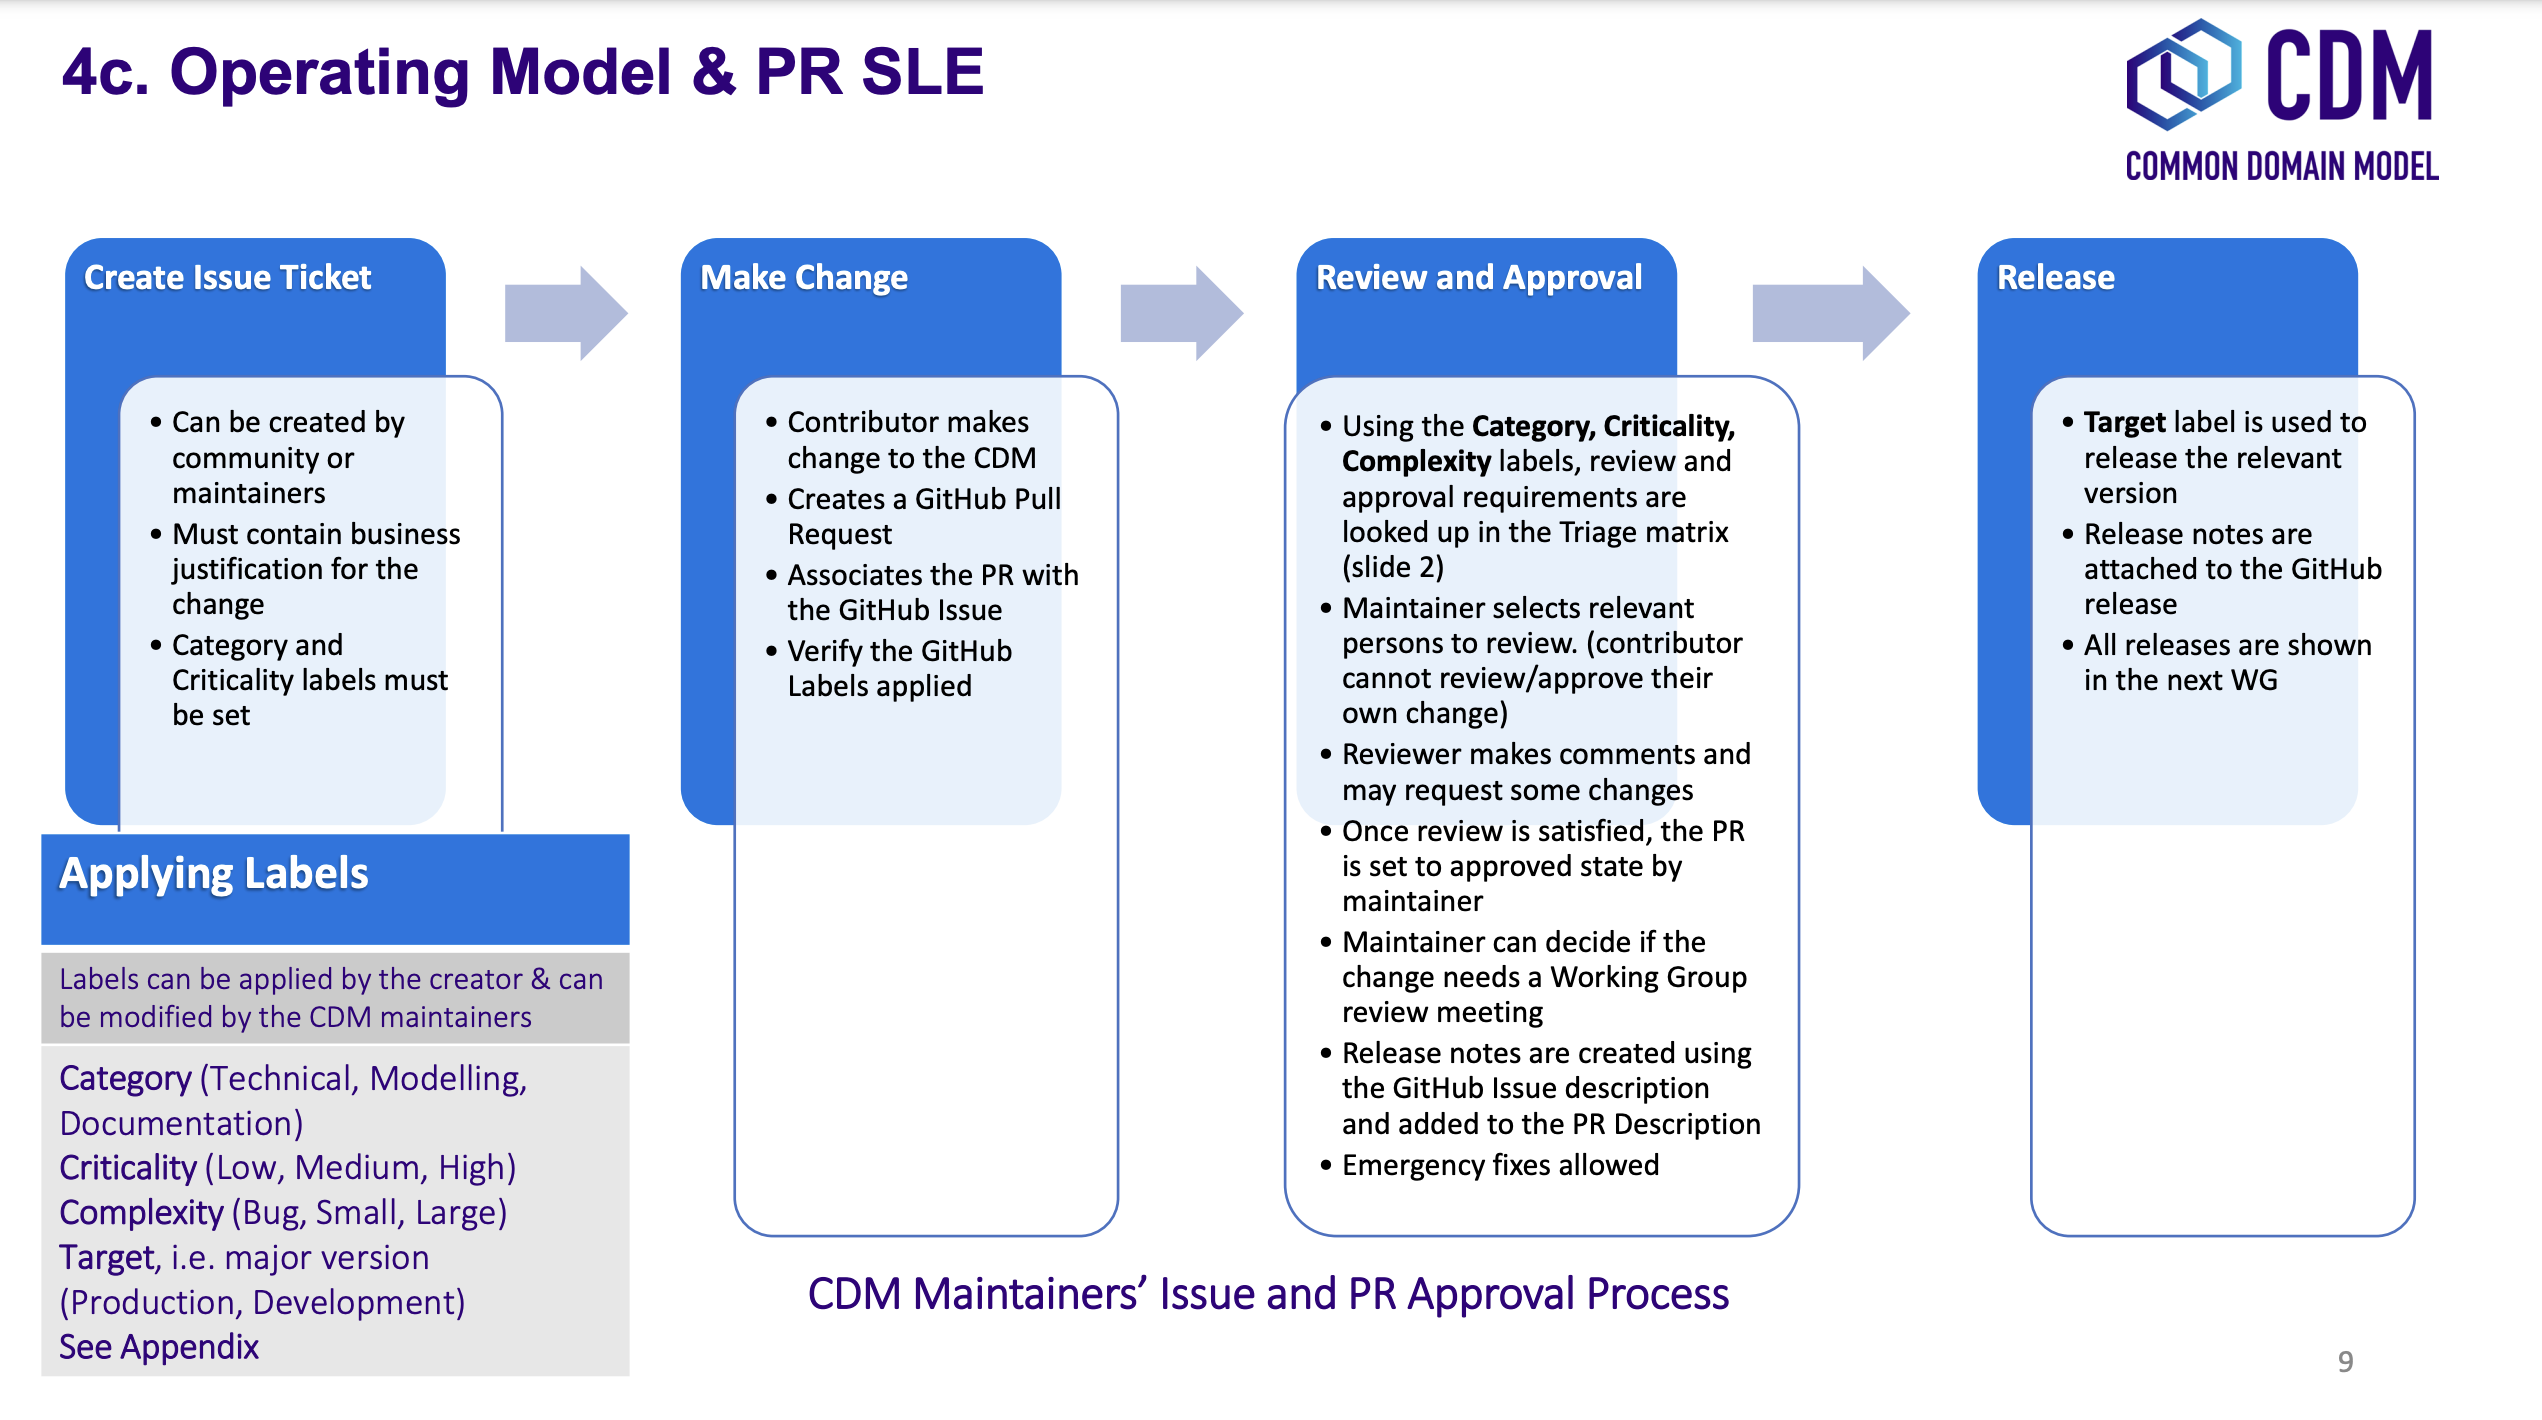 4c. Operating Model & PR SLE
CDM
COMMON DOMAIN MODEL
Create Issue Ticket
• Can be created by
community or
maintainers
• Must contain business
justification for the
change
• Category and
Criticality labels must
be set
Applying Labels
Labels can be applied by the creator & can
be modified by the CDM maintainers
Category (Technical, Modelling,
Documentation)
Criticality (Low, Medium, High)
Complexity (Bug, Small, Large)
Target, i.e. major version
(Production, Development)
See Appendix
Make Change
• Contributor makes
change to the CDM
• Creates a GitHub Pull
Request
• Associates the PR with
the GitHub Issue
• Verify the GitHub
Labels applied
Review and Approval
• Using the Category, Criticality,
Complexity labels, review and
approval requirements are
looked up in the Triage matrix
(slide 2)
• Maintainer selects relevant
persons to review. (contributor
cannot review/approve their
own change)
• Reviewer makes comments and
may request some changes
• Once review is satisfied, the PR
is set to approved state by
maintainer
• Maintainer can decide if the
change needs a Working Group
review meeting
• Release notes are created using
the GitHub Issue description
and added to the PR Description
• Emergency fixes allowed
Release
• Target label is used to
release the relevant
version
• Release notes are
attached to the GitHub
release
• All releases are shown
in the next WG
CDM Maintainers’ Issue and PR Approval Process
9